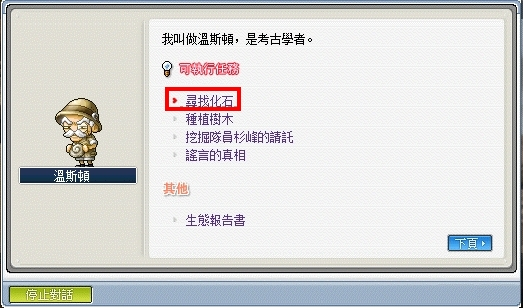 我叫做溫斯頓，是考古學者。
可執行任務
尋找化石
種植樹木
挖掘隊員杉峰的請託
謠言的真相
溫斯頓
其他
生態報告書
下頁
停止對話